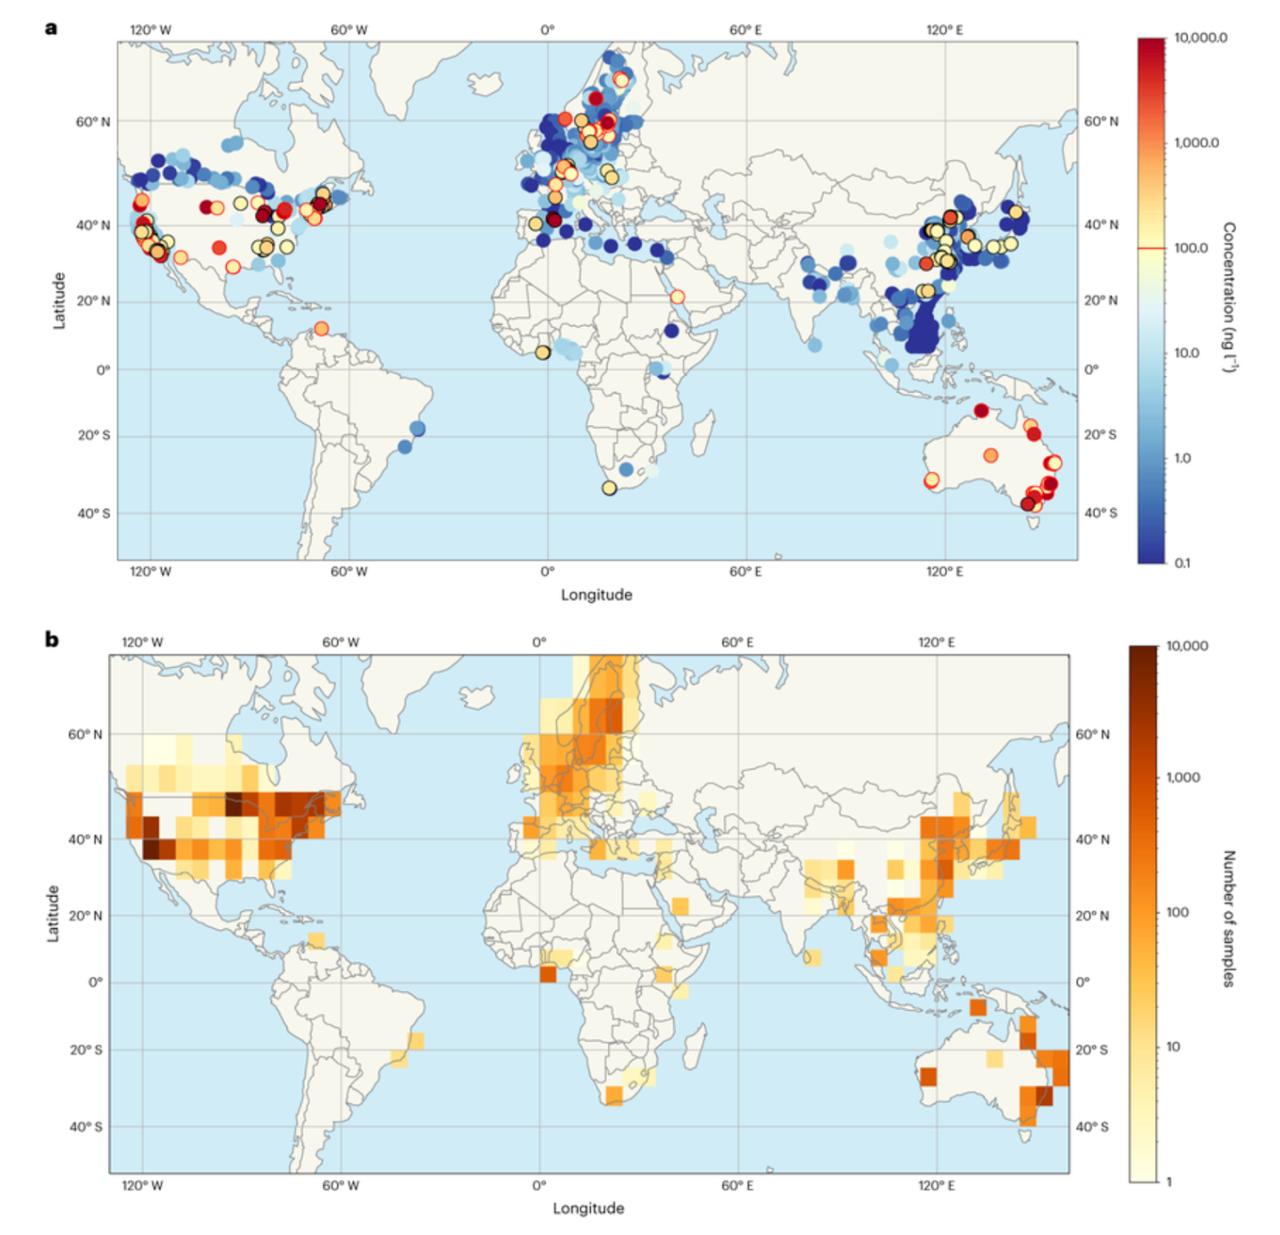 a
120° W 60° W 0° 60° E 120° E
60° N 60° N
40° N 40° N
20° N 20° N
0° 0°
20° S 20° S
40° S 40° S
120° W 60° W 0° 60° E 120° E
Latitude
Longitude
10,000.0
1,000.0
100.0
10.0
1.0
0.1
Concentration (ng l⁻¹)
b
120° W 60° W 0° 60° E 120° E
60° N 60° N
40° N 40° N
20° N 20° N
0° 0°
20° S 20° S
40° S 40° S
120° W 60° W 0° 60° E 120° E
Latitude
Longitude
10,000
1,000
100
10
1
Number of samples